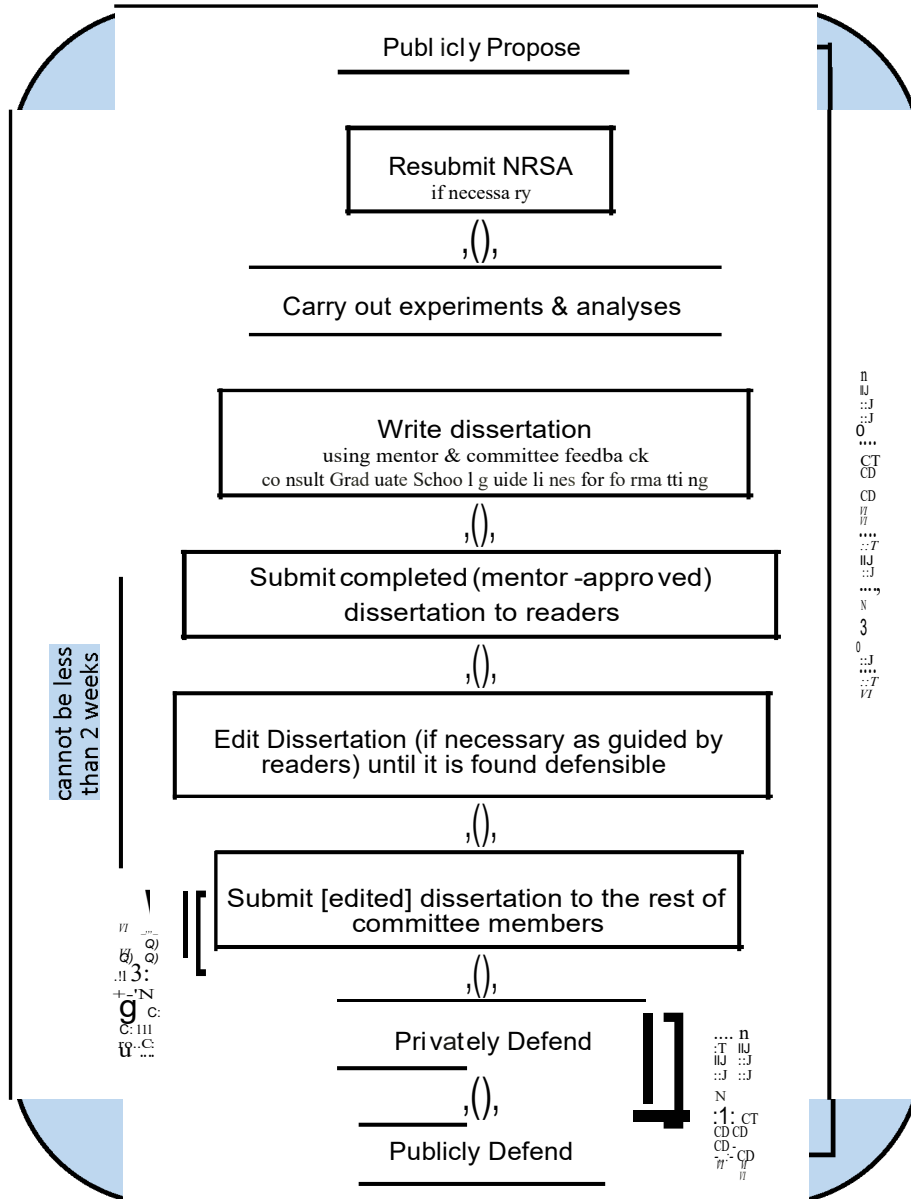 Publicly Propose
Resubmit NRSA
if necessary
,(),
Carry out experiments & analyses
Write dissertation
using mentor & committee feedback
consult Graduate School guidelines for formatting
,(),
Submit completed (mentor-approved)
dissertation to readers
,(),
cannot be less
than 2 weeks
Edit Dissertation (if necessary as guided by
readers) until it is found defensible
,(),
Submit [edited] dissertation to the rest of
committee members
,(),
Privately Defend
,(),
Publicly Defend